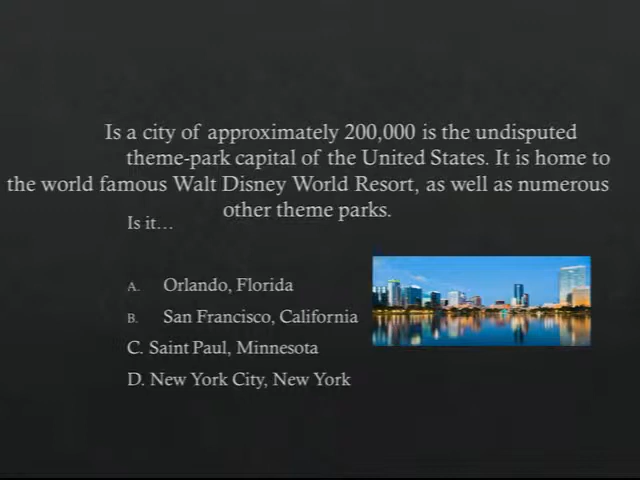 Is a city of approximately 200,000 is the undisputed
theme-park capital of the United States. It is home to
the world famous Walt Disney World Resort, as well as numerous
other theme parks.
Is it…
A. Orlando, Florida
B. San Francisco, California
C. Saint Paul, Minnesota
D. New York City, New York